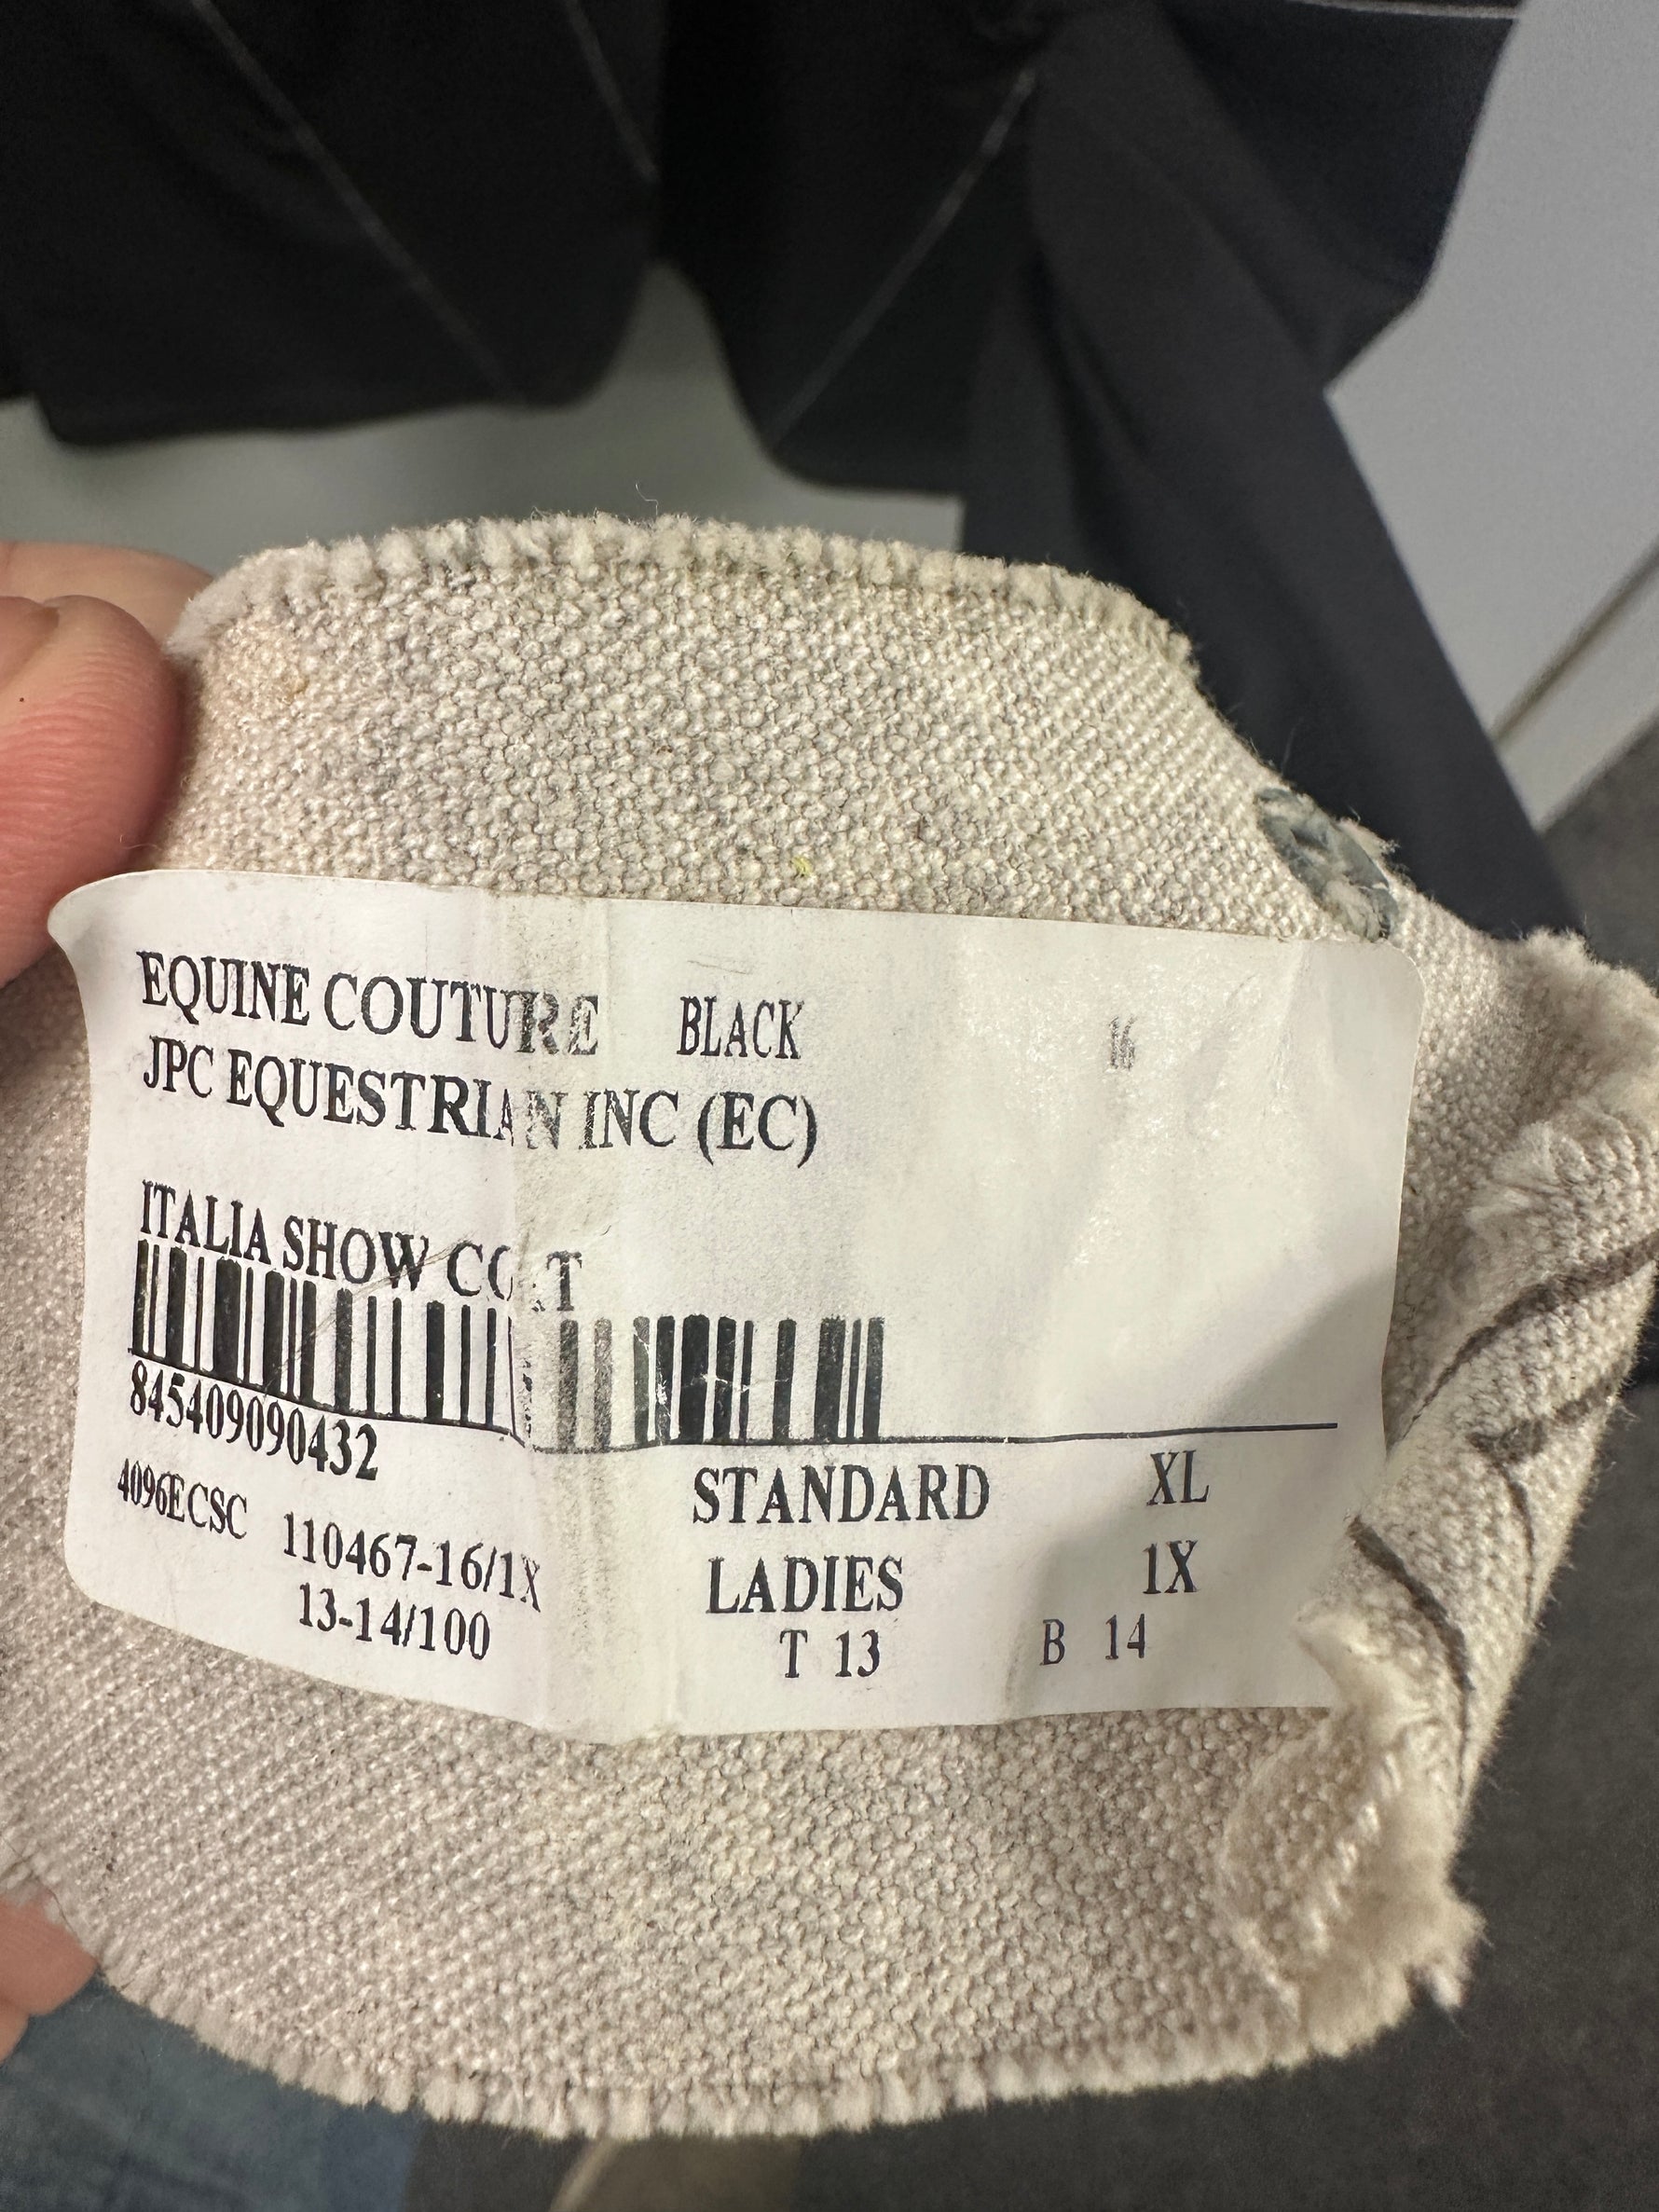 EQUINE COUTURE BLACK 16
JPC EQUESTRIAN INC (EC)
ITALIA SHOW COAT
845409090432
4096ECSC 110467-16/1X STANDARD XL
13-14/100 LADIES 1X
T 13 B 14